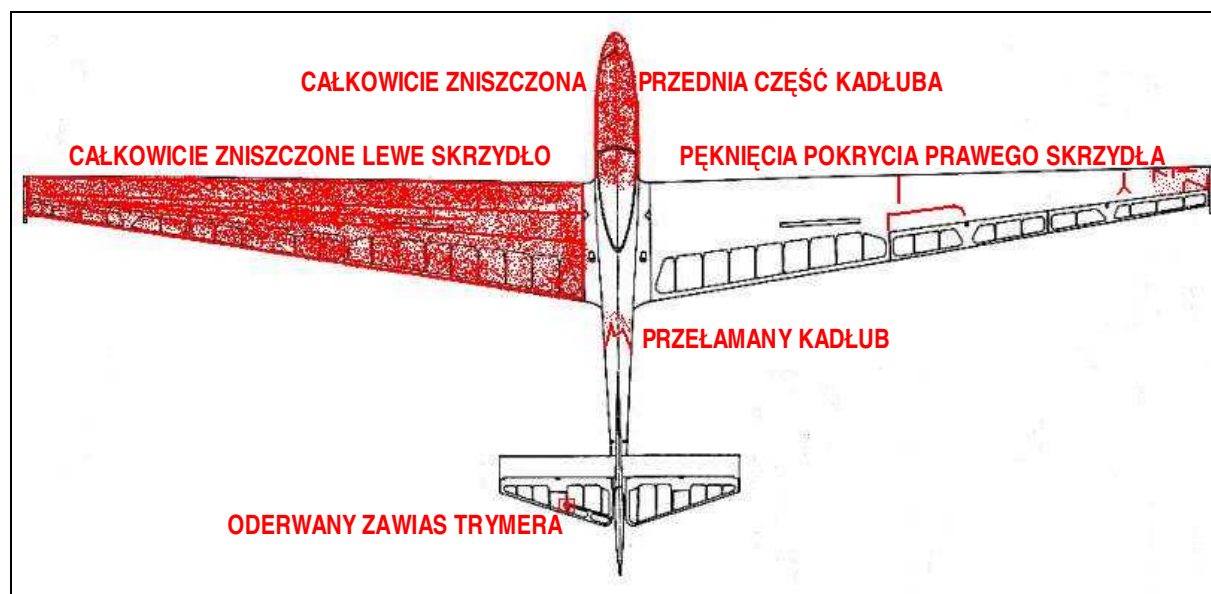 CAŁKOWICIE ZNISZCZONA PRZEDNIA CZĘŚĆ KADŁUBA
CAŁKOWICIE ZNISZCZONE LEWE SKRZYDŁO
PĘKNIĘCIA POKRYCIA PRAWEGO SKRZYDŁA
PRZEŁAMANY KADŁUB
ODERWANY ZAWIAS TRYMERA